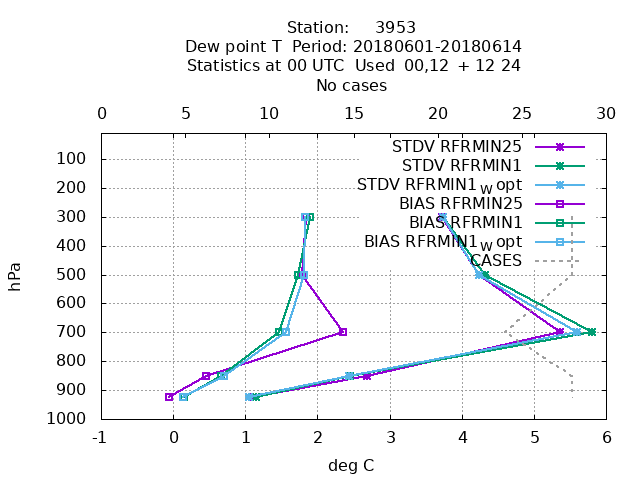 Station: 3953
Dew point T Period: 20180601-20180614
Statistics at 00 UTC Used 00,12 + 12 24
No cases
0 5 10 15 20 25 30
STDV RFRMIN25
STDV RFRMIN1
STDV RFRMIN1 w opt
BIAS RFRMIN25
BIAS RFRMIN1
BIAS RFRMIN1 w opt
CASES
hPa
100
200
300
400
500
600
700
800
900
1000
-1 0 1 2 3 4 5 6
deg C